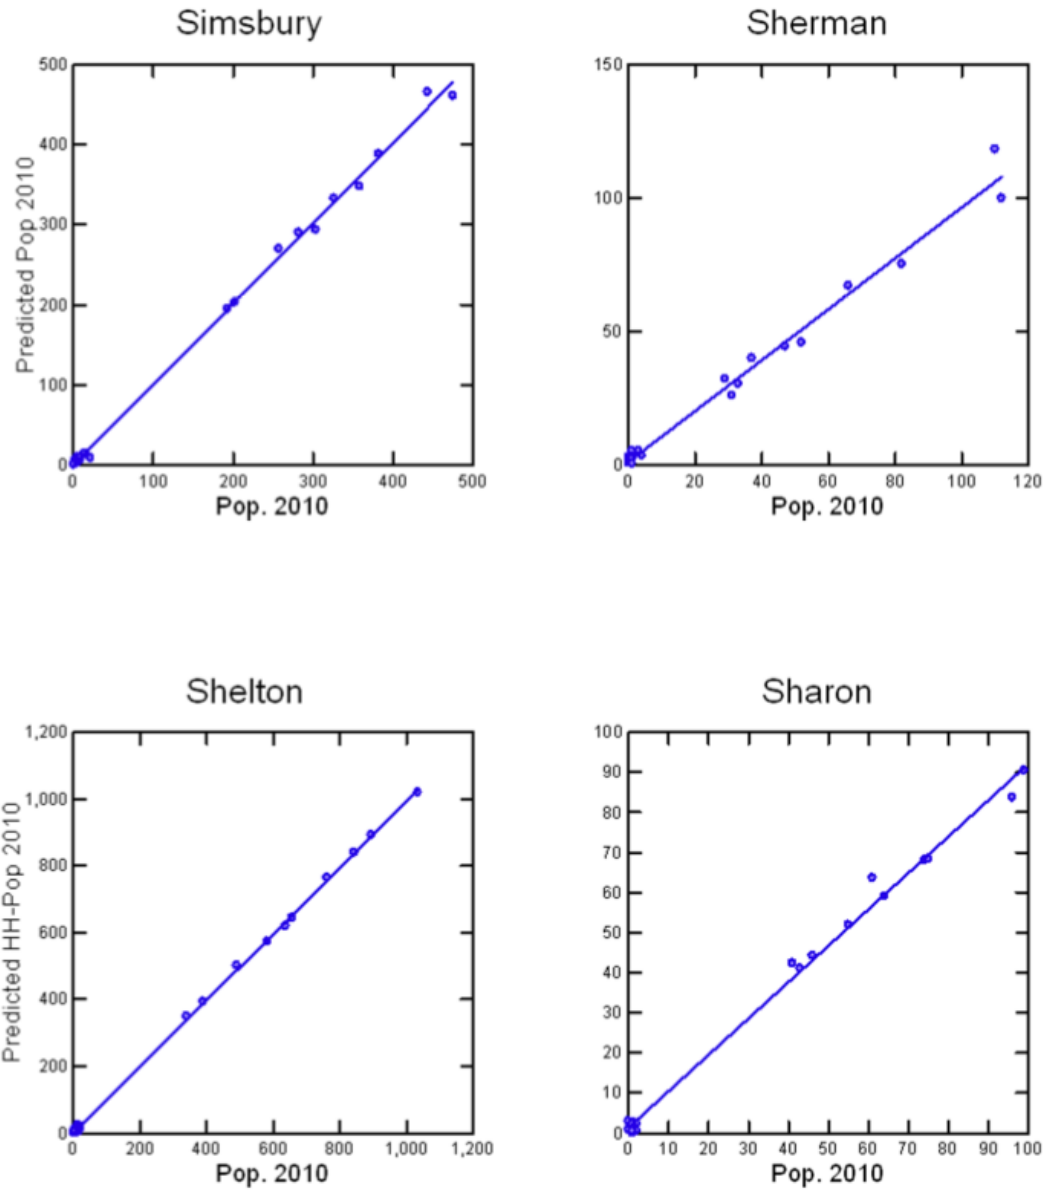 Simsbury
Sherman
500
400
300
200
100
0
Predicted Pop 2010
0 100 200 300 400 500
Pop. 2010
150
100
50
0
0 20 40 60 80 100 120
Pop. 2010
Shelton
Sharon
1,200
1,000
800
600
400
200
0
Predicted HH-Pop 2010
0 200 400 600 800 1,000 1,200
Pop. 2010
100
90
80
70
60
50
40
30
20
10
0
0 10 20 30 40 50 60 70 80 90 100
Pop. 2010